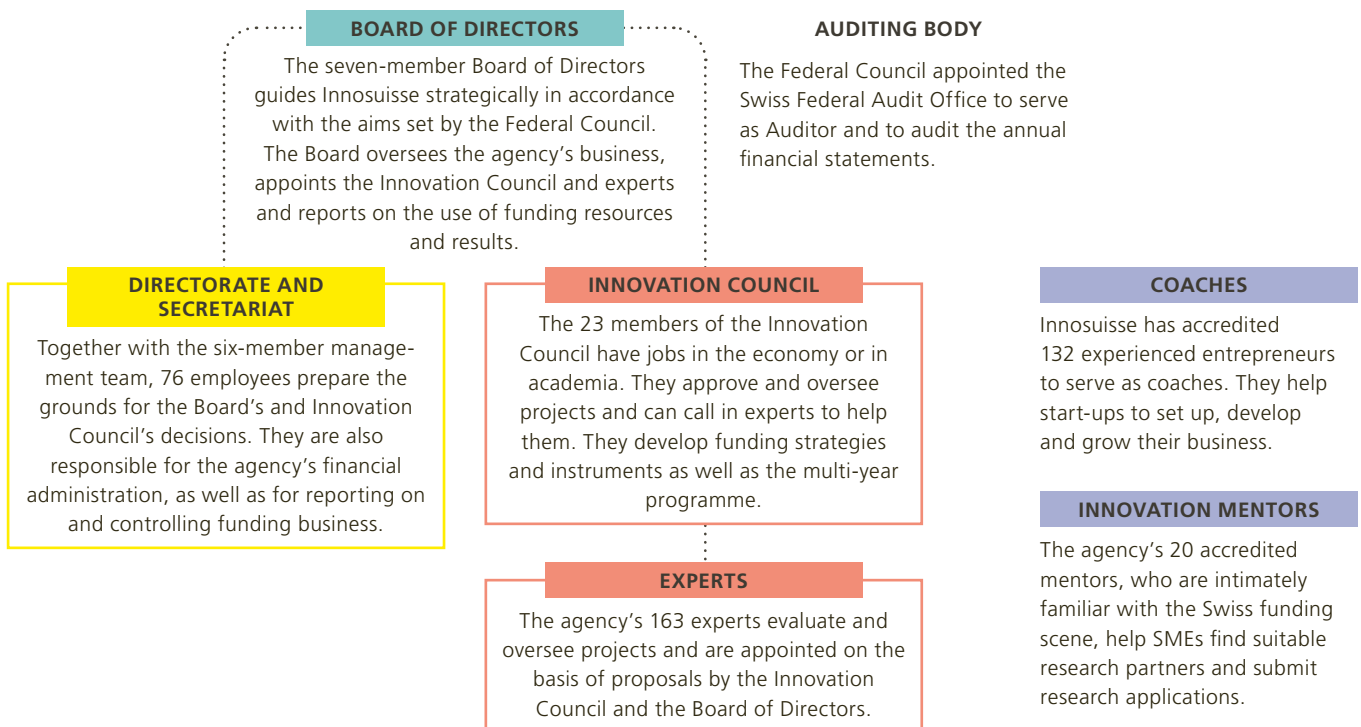 BOARD OF DIRECTORS
The seven-member Board of Directors
guides Innosuisse strategically in accordance
with the aims set by the Federal Council.
The Board oversees the agency’s business,
appoints the Innovation Council and experts
and reports on the use of funding resources
and results.
AUDITING BODY
The Federal Council appointed the
Swiss Federal Audit Office to serve
as Auditor and to audit the annual
financial statements.
DIRECTORATE AND
SECRETARIAT
Together with the six-member manage-
ment team, 76 employees prepare the
grounds for the Board’s and Innovation
Council’s decisions. They are also
responsible for the agency’s financial
administration, as well as for reporting on
and controlling funding business.
INNOVATION COUNCIL
The 23 members of the Innovation
Council have jobs in the economy or in
academia. They approve and oversee
projects and can call in experts to help
them. They develop funding strategies
and instruments as well as the multi-year
programme.
EXPERTS
The agency’s 163 experts evaluate and
oversee projects and are appointed on the
basis of proposals by the Innovation
Council and the Board of Directors.
COACHES
Innosuisse has accredited
132 experienced entrepreneurs
to serve as coaches. They help
start-ups to set up, develop
and grow their business.
INNOVATION MENTORS
The agency’s 20 accredited
mentors, who are intimately
familiar with the Swiss funding
scene, help SMEs find suitable
research partners and submit
research applications.